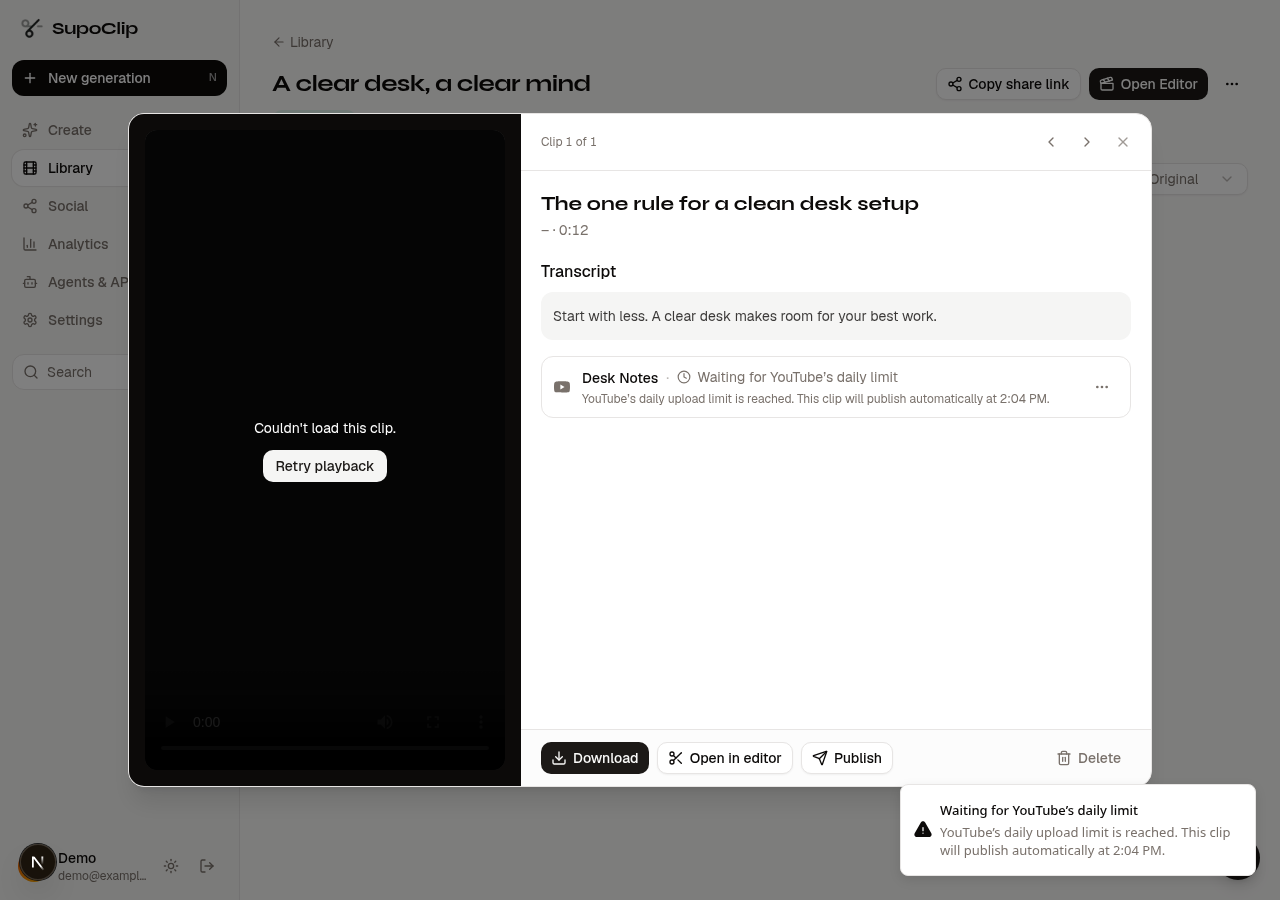 SupoClip
New generation N
Create
Library
Social
Analytics
Agents & AP
Settings
Search
Demo
demo@exampl...
Library
A clear desk, a clear mind
Copy share link
Open Editor
Original
Couldn't load this clip.
Retry playback
0:00
Clip 1 of 1
The one rule for a clean desk setup
– · 0:12
Transcript
Start with less. A clear desk makes room for your best work.
Desk Notes · Waiting for YouTube’s daily limit
YouTube’s daily upload limit is reached. This clip will publish automatically at 2:04 PM.
Download
Open in editor
Publish
Delete
Waiting for YouTube’s daily limit
YouTube’s daily upload limit is reached. This clip
will publish automatically at 2:04 PM.
N